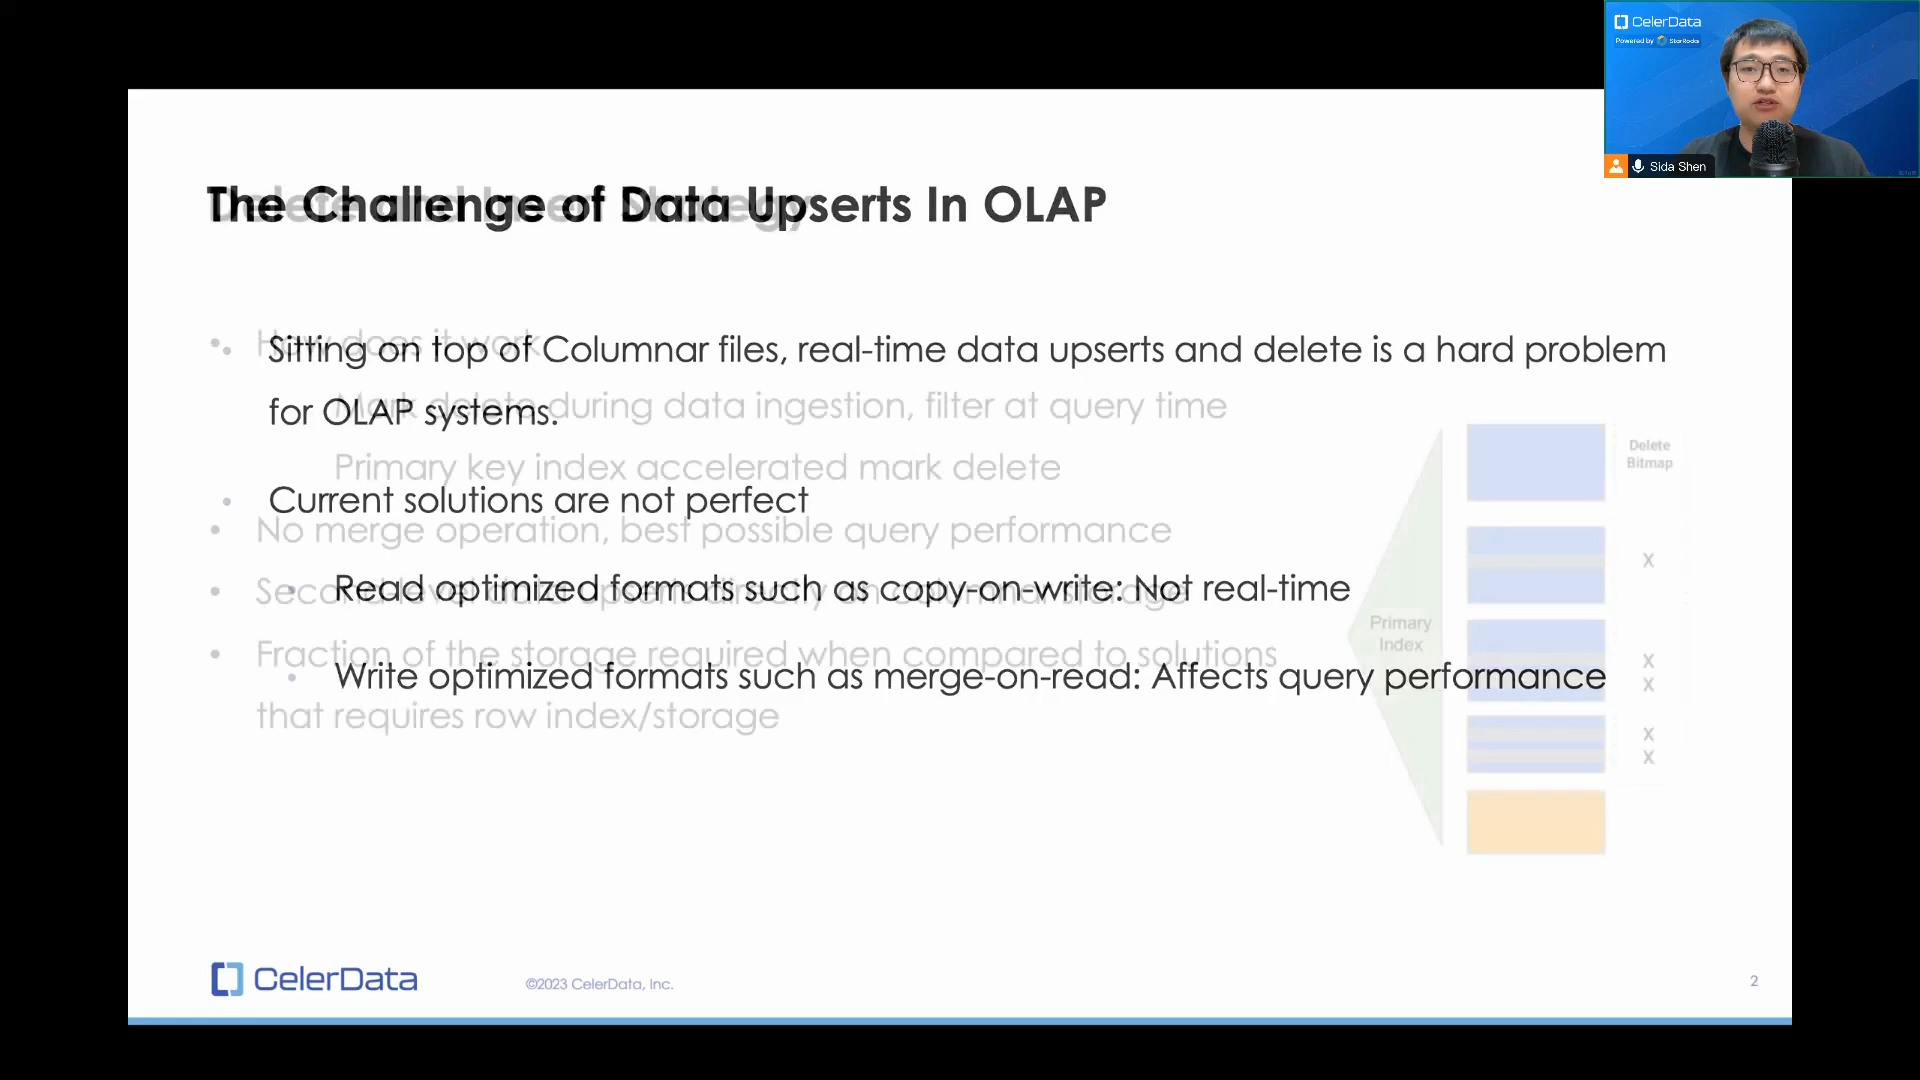 CelerData
Powered by StarRocks
Sida Shen
The Challenge of Data Upserts In OLAP
Delete and Insert Strategy
• Sitting on top of Columnar files, real-time data upserts and delete is a hard problem
for OLAP systems.
• Current solutions are not perfect
• Read optimized formats such as copy-on-write: Not real-time
• Write optimized formats such as merge-on-read: Affects query performance
• How does it work
Mark delete during data ingestion, filter at query time
Primary key index accelerated mark delete
• No merge operation, best possible query performance
• Second-level data upserts directly on columnar storage
• Fraction of the storage required when compared to solutions
that requires row index/storage
Primary
Index
Delete
Bitmap
X
X
X
X
X
CelerData
©2023 CelerData, Inc.
2